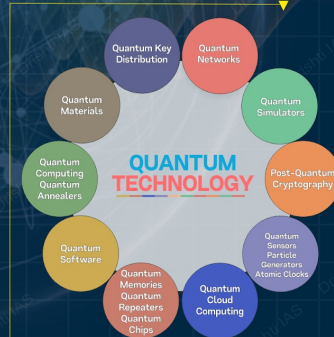 QUANTUM
TECHNOLOGY
Quantum Key
Distribution
Quantum
Networks
Quantum
Simulators
Post-Quantum
Cryptography
Quantum
Sensors
Particle
Generators
Atomic Clocks
Quantum
Cloud
Computing
Quantum
Memories
Quantum
Repeaters
Quantum
Chips
Quantum
Software
Quantum
Computing
Quantum
Annealers
Quantum
Materials